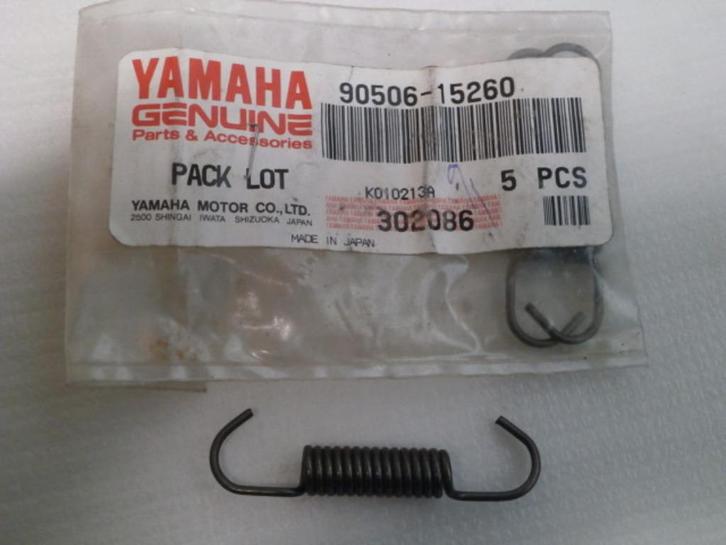 YAMAHA
GENUINE
Parts & Accessories
90506-15260
PACK LOT
K010213A
5 PCS
YAMAHA MOTOR CO., LTD.
2500 SHINGAI IWATA SHIZUOKA JAPAN
302086
MADE IN JAPAN